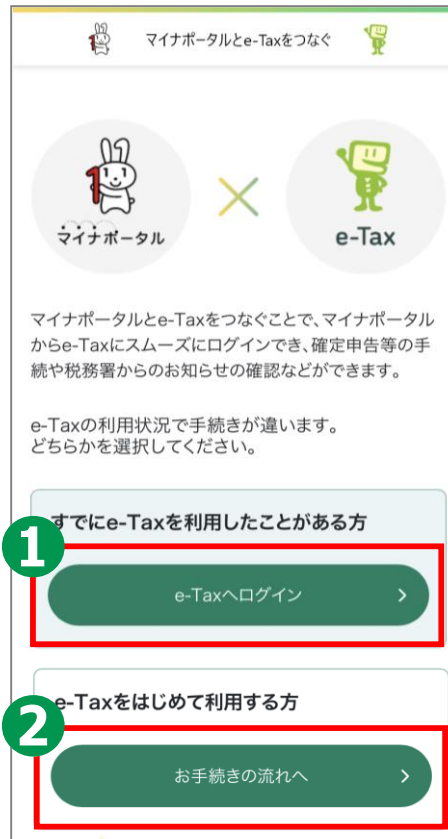 マイナポータルとe-Taxをつなぐ
1
マイナポータル
e-Tax
マイナポータルとe-Taxをつなぐことで、マイナポータル
からe-Taxにスムーズにログインでき、確定申告等の手
続や税務署からのお知らせの確認などができます。
e-Taxの利用状況で手続きが違います。
どちらかを選択してください。
すでにe-Taxを利用したことがある方
1
e-Taxへログイン
e-Taxをはじめて利用する方
2
お手続きの流れへ